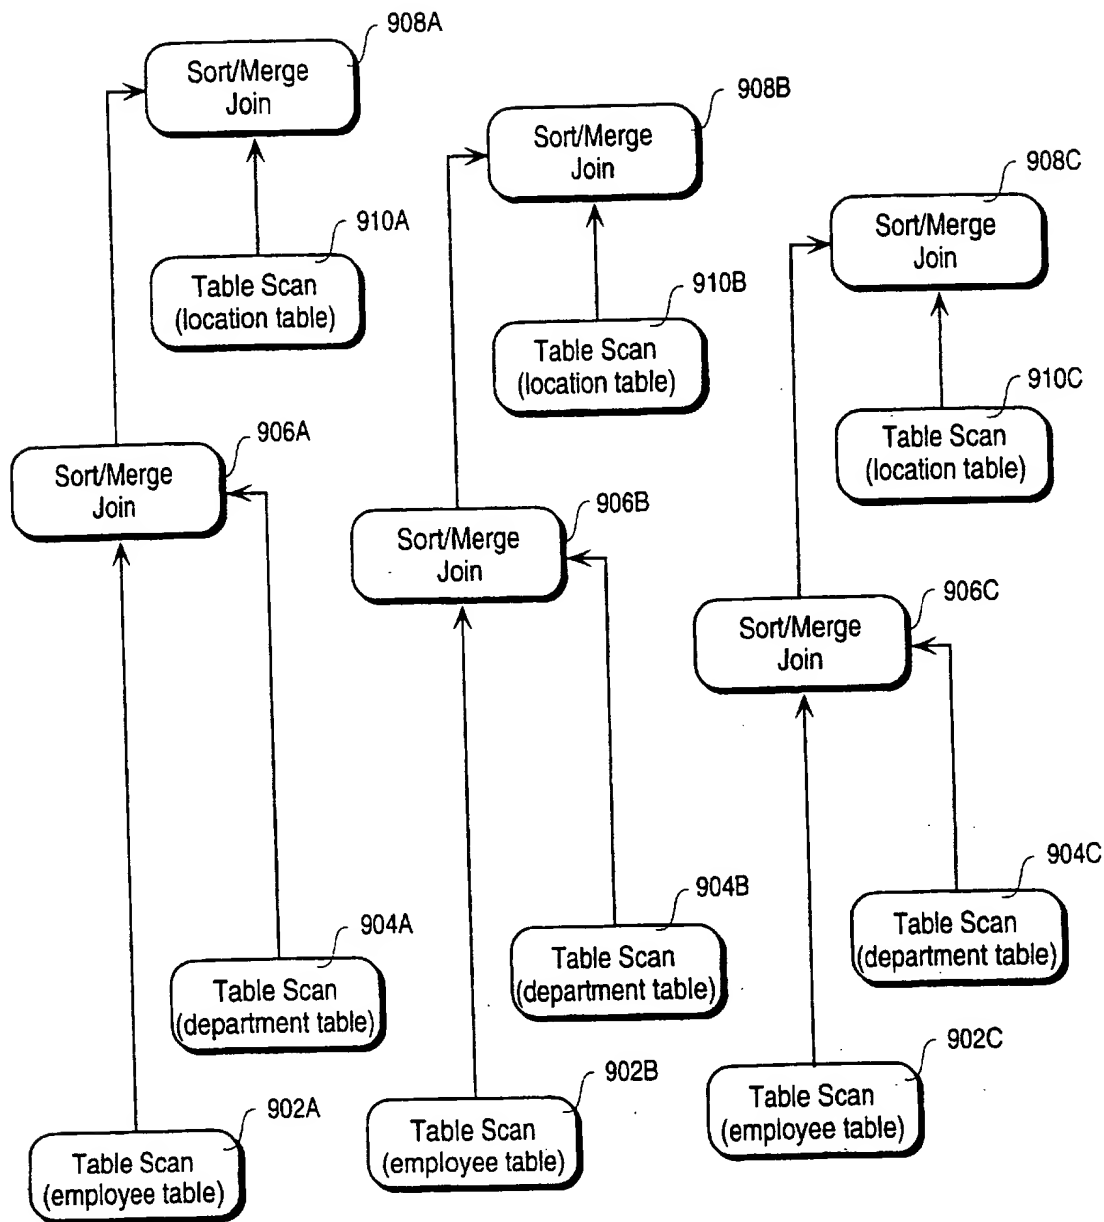 908A
Sort/Merge
Join
910A
Table Scan
(location table)
906A
Sort/Merge
Join
904A
Table Scan
(department table)
902A
Table Scan
(employee table)
908B
Sort/Merge
Join
910B
Table Scan
(location table)
906B
Sort/Merge
Join
904B
Table Scan
(department table)
902B
Table Scan
(employee table)
908C
Sort/Merge
Join
910C
Table Scan
(location table)
906C
Sort/Merge
Join
904C
Table Scan
(department table)
902C
Table Scan
(employee table)